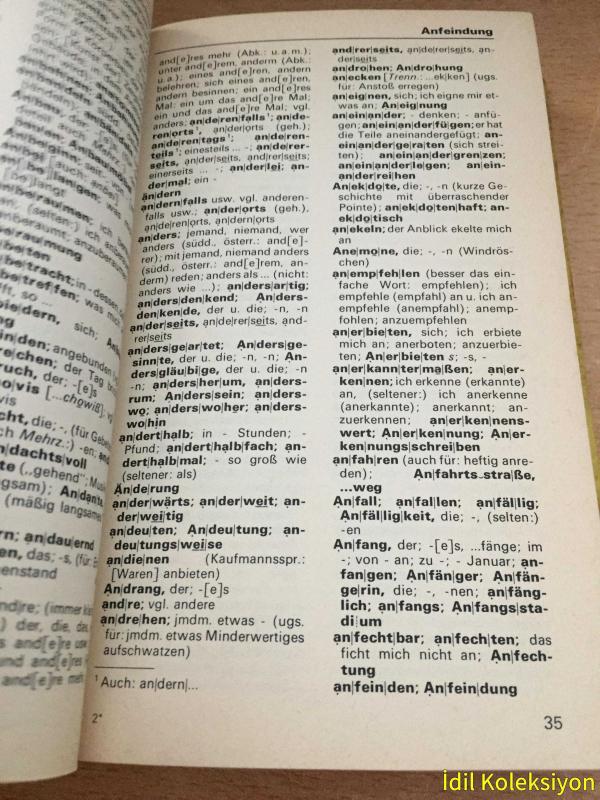 Anfeindung
and[e]res mehr (Abk.: u. a. m.);
unter and[e]rem, anderm (Abk.:
u. a.); eines and[e]ren, andern
belehren; sich eines and[e]ren,
andern besinnen; ein and[e]res
Mal: ein um das and[e]re Mal;
ein und das and[e]re Mal; vgl.
anders; an|de|ren|falls¹; an|de-
ren|orts¹, an|der|orts (geh.);
an|de|ren|tags¹; an|de|ren-
teils¹; einesteils ... -; an|de|rer-
seits, an|der|seits, and|rer|seits;
einerseits ... -; an|der|lei; an-
der|mal; ein -
än|dern
an|dern|falls usw. vgl. anderen-
falls usw.; an|der|orts (geh.),
an|de|ren|orts, an|dern|orts
an|ders; jemand, niemand, wer
anders (südd., österr.: and[e]-
rer); mit jemand, niemand anders
(südd., österr.: and[e]rem, an-
derm) reden; anders als ... (nicht:
anders wie ...); an|ders|ar|tig;
an|ders|den|kend; An|ders-
den|ken|de, der u. die; -n, -n
an|der|seits, an|de|rer|seits, and-
rer|seits
an|ders|ge|ar|tet; An|ders|ge-
sinn|te, der u. die; -n, -n; An-
ders|gläu|bi|ge, der u. die; -n
-n; an|ders|her|um, an|ders-
rum; An|ders|sein; an|ders-
wo; an|ders|wo|her; an|ders-
wo|hin
an|dert|halb; in - Stunden; -
Pfund; an|dert|halb|fach; an-
dert|halb|mal; - so groß wie
(seltener: als)
Än|de|rung
an|der|wärts; an|der|weit; an-
der|wei|tig
an|deu|ten; An|deu|tung; an-
deu|tungs|wei|se
an|die|nen (Kaufmannsspr.:
[Waren] anbieten)
An|drang, der; -[e]s
and|re; vgl. andere
an|dre|hen; jmdm. etwas - (ugs.
für: jmdm. etwas Minderwertiges
aufschwatzen)
¹ Auch: an|dern|...
2*
and|rer|seits, an|de|rer|seits, an-
der|seits
an|dro|hen; An|dro|hung
an|ecken [Trenn.: ...ek|ken] (ugs.
für: Anstoß erregen)
an|eig|nen, sich; ich eigne mir et-
was an; An|eig|nung
an|ein|an|der; - denken; - anfü-
gen; an|ein|an|der|fü|gen; er hat
die Teile aneinandergefügt; an-
ein|an|der|ge|ra|ten (sich strei-
ten); an|ein|an|der|gren|zen;
an|ein|an|der|le|gen; an|ein-
an|der|rei|hen
An|ek|do|te, die; -, -n (kurze Ge-
schichte mit überraschender
Pointe); An|ek|do|ten|haft; an-
ek|do|tisch
an|ekeln; der Anblick ekelte mich
an
Ane|mo|ne, die; -, -n (Windrös-
chen)
an|emp|feh|len (besser das ein-
fache Wort: empfehlen); ich
empfehle (empfahl) an u. ich an-
empfehle (anempfahl); anemp-
fohlen; anzuempfehlen
an|er|bie|ten, sich; ich erbiete
mich an; anerboten; anzuerbie-
ten; An|er|bie|ten s; -s, -
an|er|kann|ter|ma|ßen; an|er-
ken|nen; ich erkenne (erkannte)
an, (seltener:) ich anerkenne
(anerkannte); anerkannt; an-
zuerkennen; an|er|ken|nens-
wert; An|er|ken|nung; An|er-
ken|nungs|schrei|ben
an|fah|ren (auch für: heftig anre-
den); An|fahrts|stra|ße,
...weg
An|fall; an|fal|len; an|fäl|lig;
An|fäl|lig|keit, die; -, (selten:)
-en
An|fang, der; -[e]s, ...fänge; im
-; von - an; zu -; - Januar; an-
fan|gen; An|fän|ger; An|fän-
ge|rin, die; -, -nen; an|fäng-
lich; an|fangs; An|fangs|sta-
di|um
an|fecht|bar; an|fech|ten; das
ficht mich nicht an; An|fech-
tung
an|fein|den; An|fein|dung
35
İdil Koleksiyon